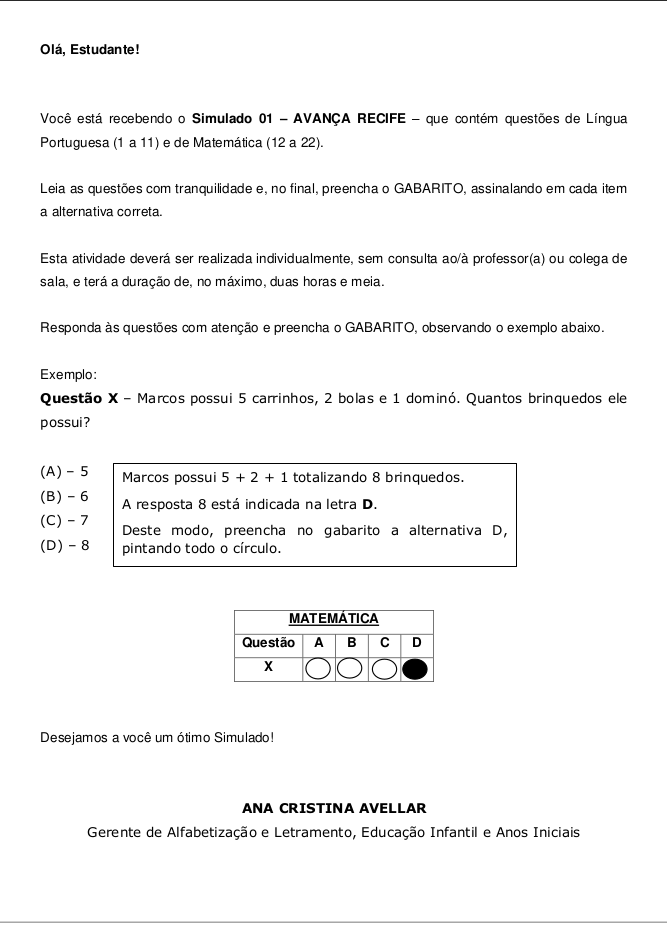 Olá, Estudante!
Você está recebendo o Simulado 01 – AVANÇA RECIFE – que contém questões de Língua
Portuguesa (1 a 11) e de Matemática (12 a 22).
Leia as questões com tranquilidade e, no final, preencha o GABARITO, assinalando em cada item
a alternativa correta.
Esta atividade deverá ser realizada individualmente, sem consulta ao/à professor(a) ou colega de
sala, e terá a duração de, no máximo, duas horas e meia.
Responda às questões com atenção e preencha o GABARITO, observando o exemplo abaixo.
Exemplo:
Questão X – Marcos possui 5 carrinhos, 2 bolas e 1 dominó. Quantos brinquedos ele
possui?
(A) – 5
(B) – 6
(C) – 7
(D) – 8
Marcos possui 5 + 2 + 1 totalizando 8 brinquedos.
A resposta 8 está indicada na letra D.
Deste modo, preencha no gabarito a alternativa D,
pintando todo o círculo.
MATEMÁTICA
Questão A B C D
X
Desejamos a você um ótimo Simulado!
ANA CRISTINA AVELLAR
Gerente de Alfabetização e Letramento, Educação Infantil e Anos Iniciais